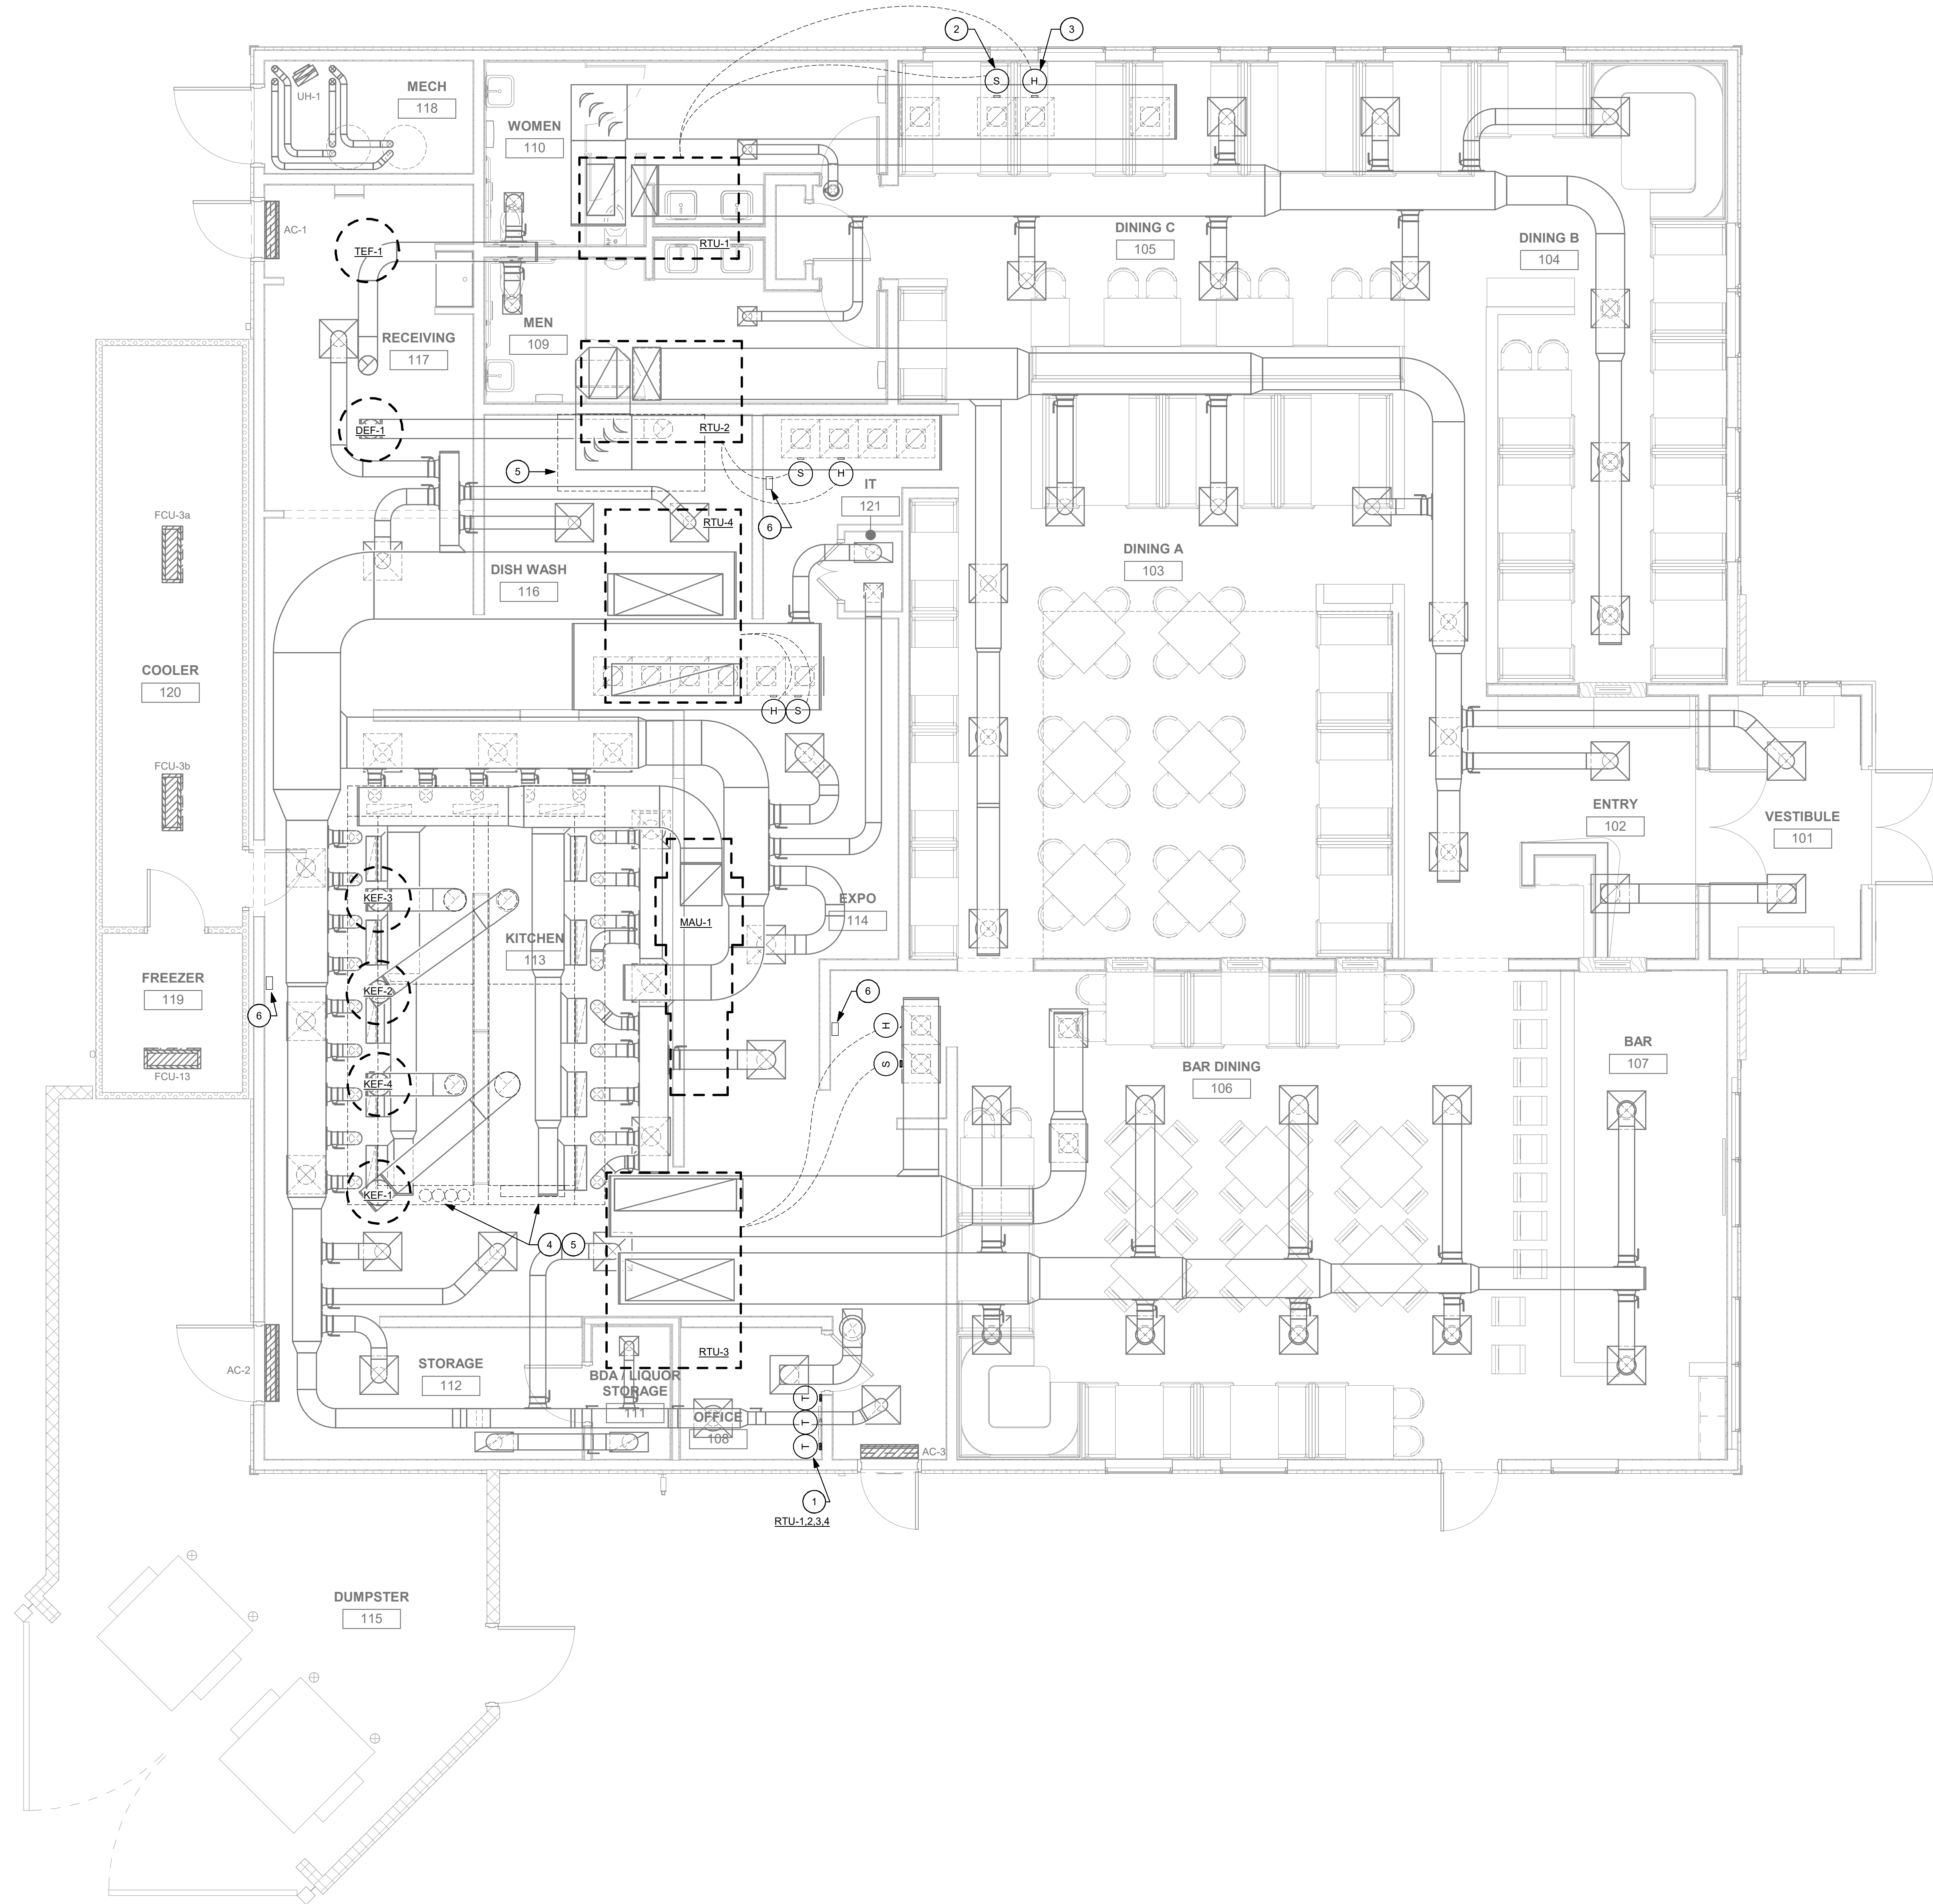 2
3
S
H
MECH
118
UH-1
WOMEN
110
AC-1
TEF-1
RTU-1
DINING C
105
DINING B
104
MEN
109
RECEIVING
117
DEF-1
RTU-2
5
S
H
IT
121
6
FCU-3a
RTU-4
DINING A
103
DISH WASH
116
COOLER
120
H
S
FCU-3b
ENTRY
102
VESTIBULE
101
KEF-3
EXPO
114
MAU-1
KITCHEN
113
FREEZER
119
KEF-2
6
6
H
S
FCU-13
KEF-4
BAR DINING
106
BAR
107
KEF-1
4
5
RTU-3
STORAGE
112
AC-2
BDA / LIQUOR
STORAGE
111
OFFICE
108
T
T
T
AC-3
1
RTU-1,2,3,4
DUMPSTER
115